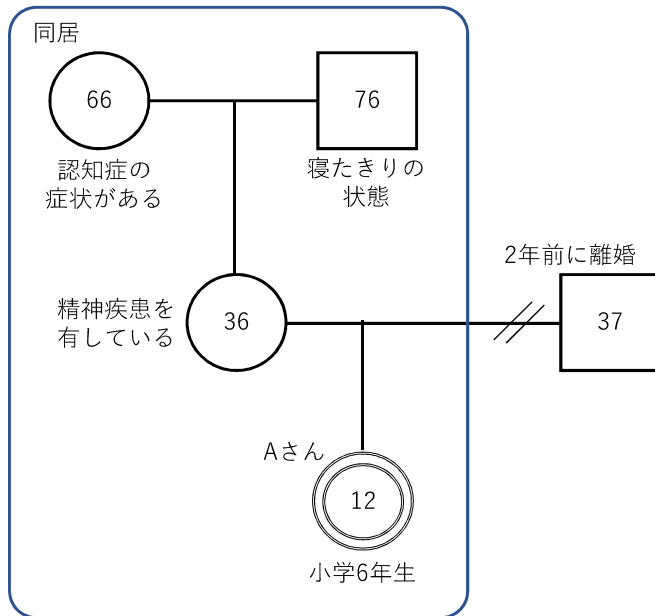 同居
66
76
認知症の
症状がある
寝たきりの
状態
2年前に離婚
精神疾患を
有している
36
37
Aさん
12
小学6年生